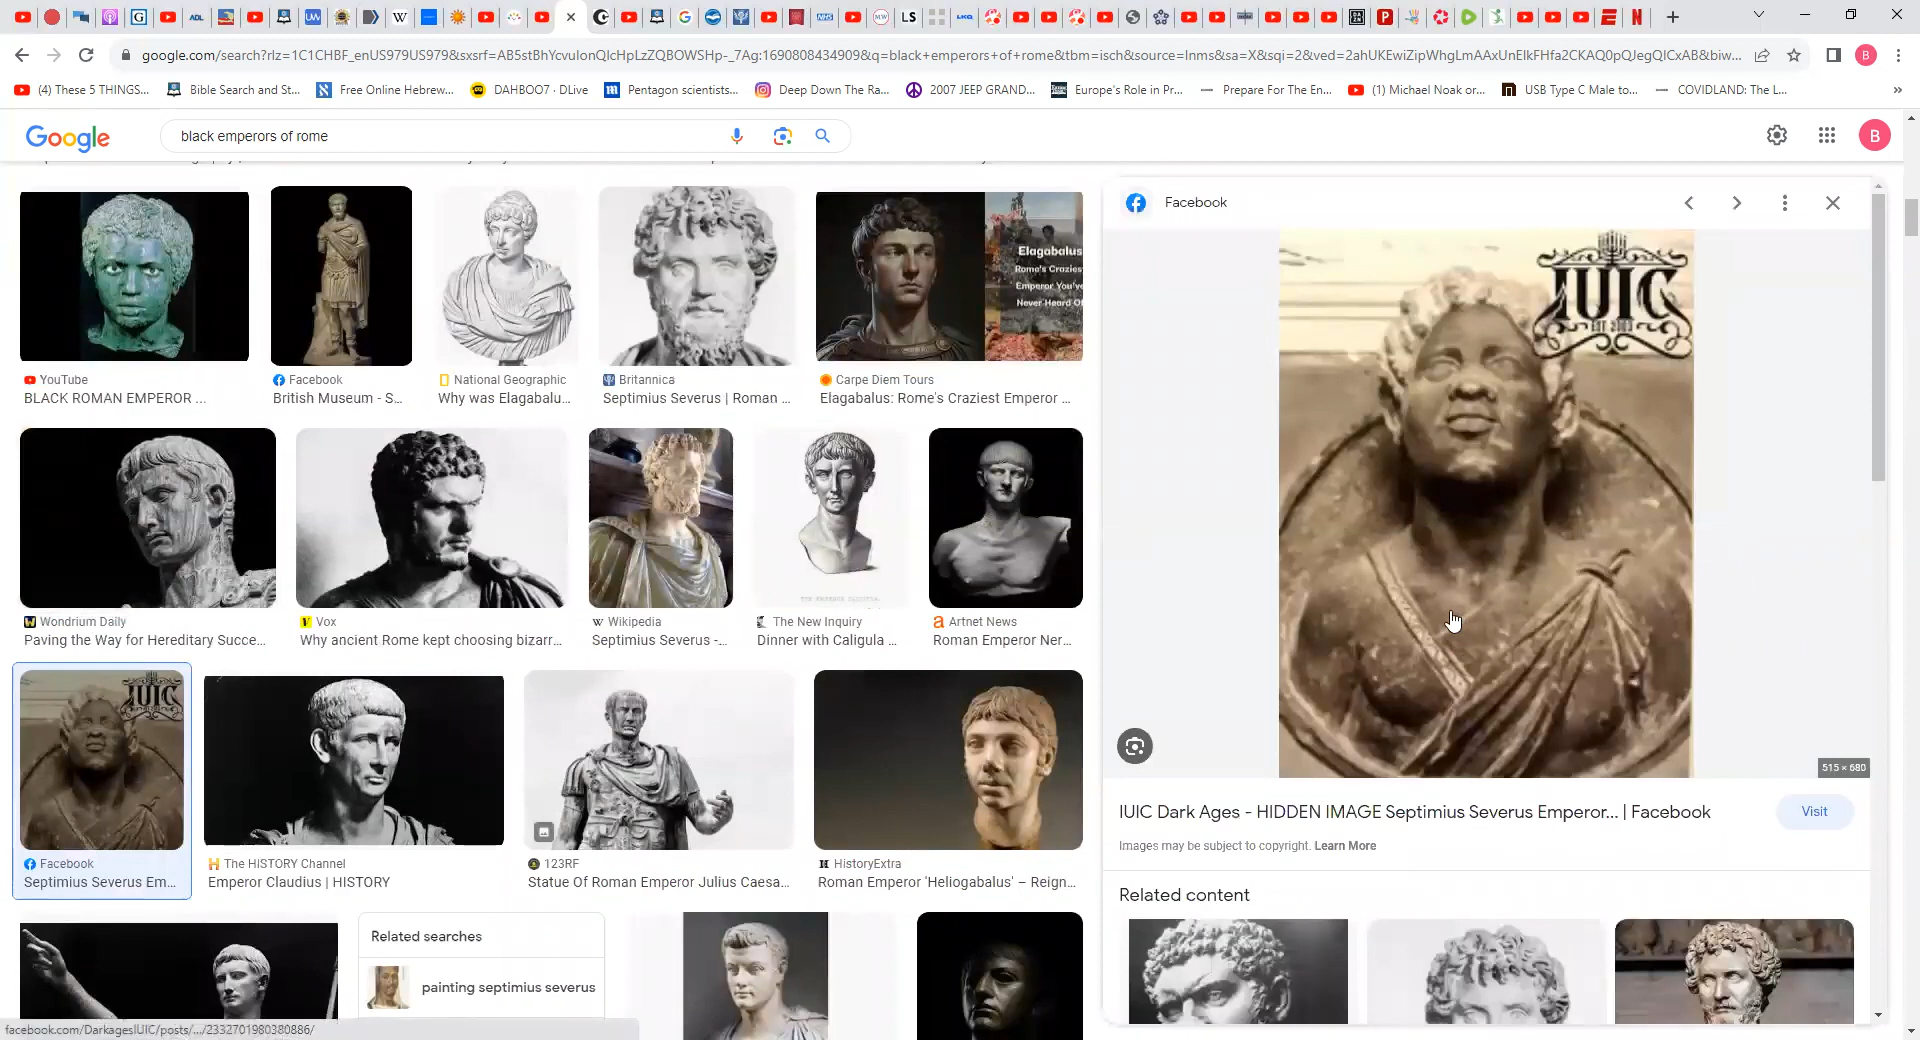 google.com/search?rlz=1C1CHBF_enUS979US979&sxsrf=AB5stBhYcvuIonQIcHpLzZQBOWSHp-_7Ag:1690808434909&q=black+emperors+of+rome&tbm=isch&source=lnms&sa=X&sqi=2&ved=2ahUKEwiZipWhgLmAAxUnEIkFHfa2CKAQ0pQJegQICxAB&biw...
(4) These 5 THINGS... Bible Search and St... Free Online Hebrew... DAHBOO7 · DLive Pentagon scientists... Deep Down The Ra... 2007 JEEP GRAND... Europe's Role in Pr... Prepare For The En... (1) Michael Noak or... USB Type C Male to... COVIDLAND: The L... »
Google black emperors of rome B
Facebook
IUIC
EST 2003
Elagabalus
Rome's Craziest
Emperor You've
Never Heard Of
YouTube Facebook National Geographic Britannica Carpe Diem Tours
BLACK ROMAN EMPEROR ... British Museum - S... Why was Elagabalu... Septimius Severus | Roman ... Elagabalus: Rome's Craziest Emperor ...
THE EMPEROR CALIGULA.
Wondrium Daily Vox Wikipedia The New Inquiry Artnet News
Paving the Way for Hereditary Succe... Why ancient Rome kept choosing bizarr... Septimius Severus -... Dinner with Caligula ... Roman Emperor Ner...
IUIC
515 × 680
IUIC Dark Ages - HIDDEN IMAGE Septimius Severus Emperor... | Facebook Visit
Images may be subject to copyright. Learn More
Facebook The HISTORY Channel 123RF HistoryExtra
Septimius Severus Em... Emperor Claudius | HISTORY Statue Of Roman Emperor Julius Caesa... Roman Emperor 'Heliogabalus' – Reign...
Related content
Related searches
painting septimius severus
facebook.com/DarkagesIUIC/posts/.../2332701980380886/